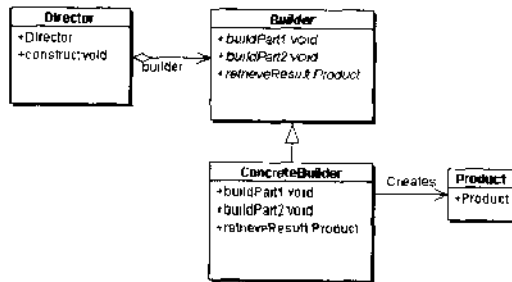 Director
+Director
+construct:void
builder
Builder
+buildPart1:void
+buildPart2:void
+retrieveResult:Product
ConcreteBuilder
+buildPart1:void
+buildPart2:void
+retrieveResult:Product
Creates
Product
+Product